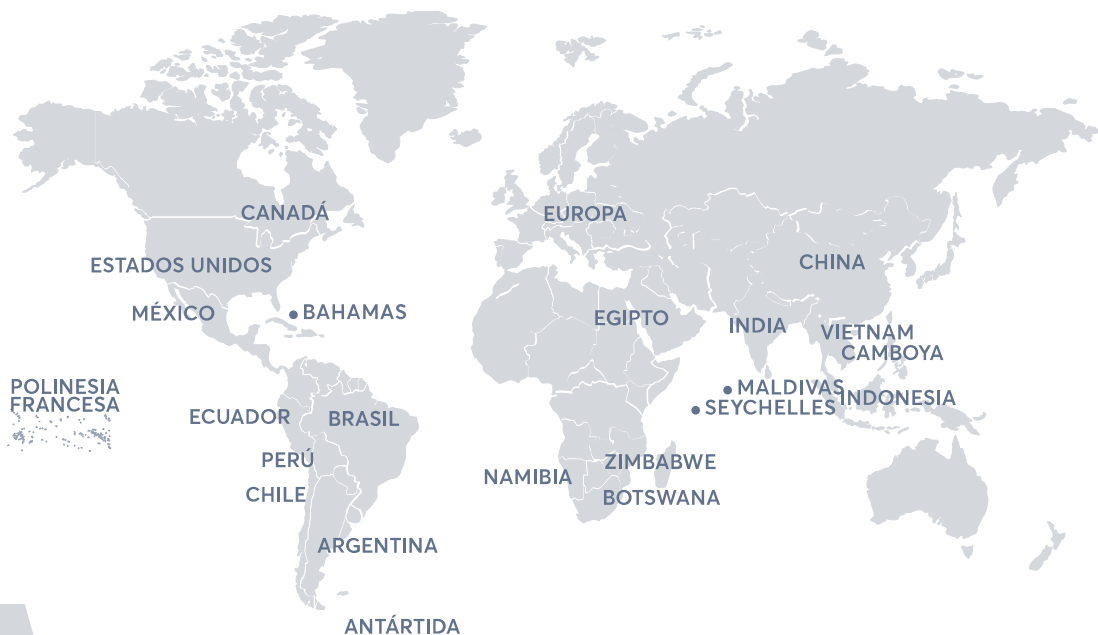 CANADÁ
EUROPA
ESTADOS UNIDOS
CHINA
MÉXICO
BAHAMAS
EGIPTO
INDIA
VIETNAM
CAMBOYA
POLINESIA
FRANCESA
MALDIVAS
INDONESIA
SEYCHELLES
ECUADOR
BRASIL
PERÚ
ZIMBABWE
NAMIBIA
CHILE
BOTSWANA
ARGENTINA
ANTÁRTIDA